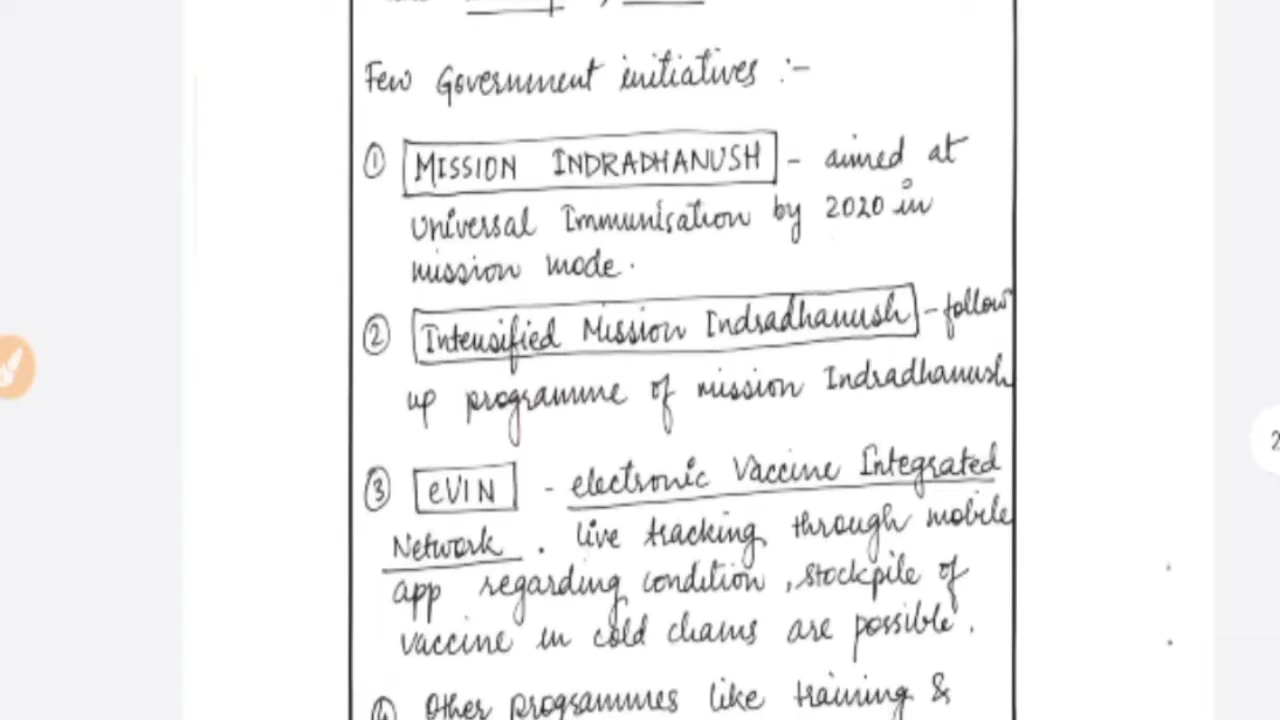 Few Government initiatives :-
① MISSION INDRADHANUSH - aimed at
Universal Immunisation by 2020 in
mission mode.
② Intensified Mission Indradhanush - follow
up programme of mission Indradhanush
③ eVIN - electronic Vaccine Integrated
Network. live tracking through mobile
app regarding condition, stockpile of
vaccine in cold chains are possible.
④ Other programmes like training &
2